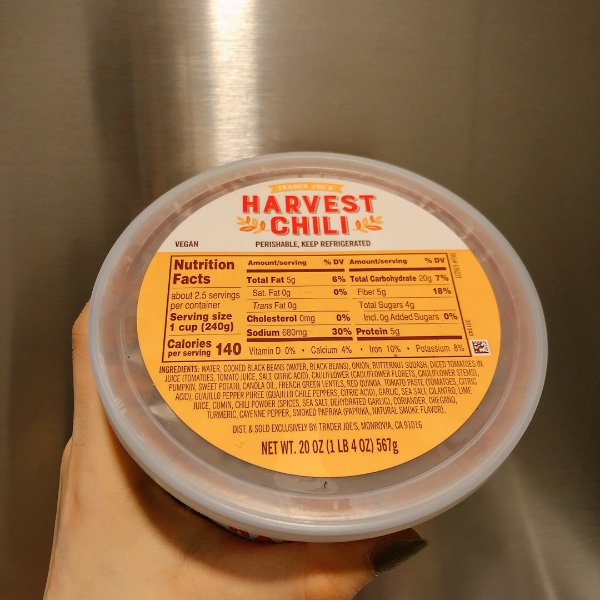 TRADER JOE'S
HARVEST
CHILI
VEGAN
PERISHABLE, KEEP REFRIGERATED
Nutrition
Facts
about 2.5 servings
per container
Serving size
1 cup (240g)
Calories
per serving 140
Amount/serving % DV
Total Fat 5g 6%
Sat. Fat 0g 0%
Trans Fat 0g
Cholesterol 0mg 0%
Sodium 680mg 30%
Amount/serving % DV
Total Carbohydrate 20g 7%
Fiber 5g 18%
Total Sugars 4g
Incl. 0g Added Sugars 0%
Protein 5g
Vitamin D 0% • Calcium 4% • Iron 10% • Potassium 8%
INGREDIENTS: WATER, COOKED BLACK BEANS (WATER, BLACK BEANS), ONION, BUTTERNUT SQUASH, DICED TOMATOES IN
JUICE (TOMATOES, TOMATO JUICE, SALT, CITRIC ACID), CAULIFLOWER (CAULIFLOWER FLORETS, CAULIFLOWER STEMS),
PUMPKIN, SWEET POTATO, CANOLA OIL, FRENCH GREEN LENTILS, RED QUINOA, TOMATO PASTE (TOMATOES, CITRIC
ACID), GUAJILLO PEPPER PUREE (GUAJILLO CHILE PEPPERS, CITRIC ACID), GARLIC, SEA SALT, CILANTRO, LIME
JUICE, CUMIN, CHILI POWDER (SPICES, SEA SALT, DEHYDRATED GARLIC), CORIANDER, OREGANO,
TURMERIC, CAYENNE PEPPER, SMOKED PAPRIKA (PAPRIKA, NATURAL SMOKE FLAVOR).
DIST. & SOLD EXCLUSIVELY BY: TRADER JOE'S, MONROVIA, CA 91016
NET WT. 20 OZ (1 LB 4 OZ) 567g